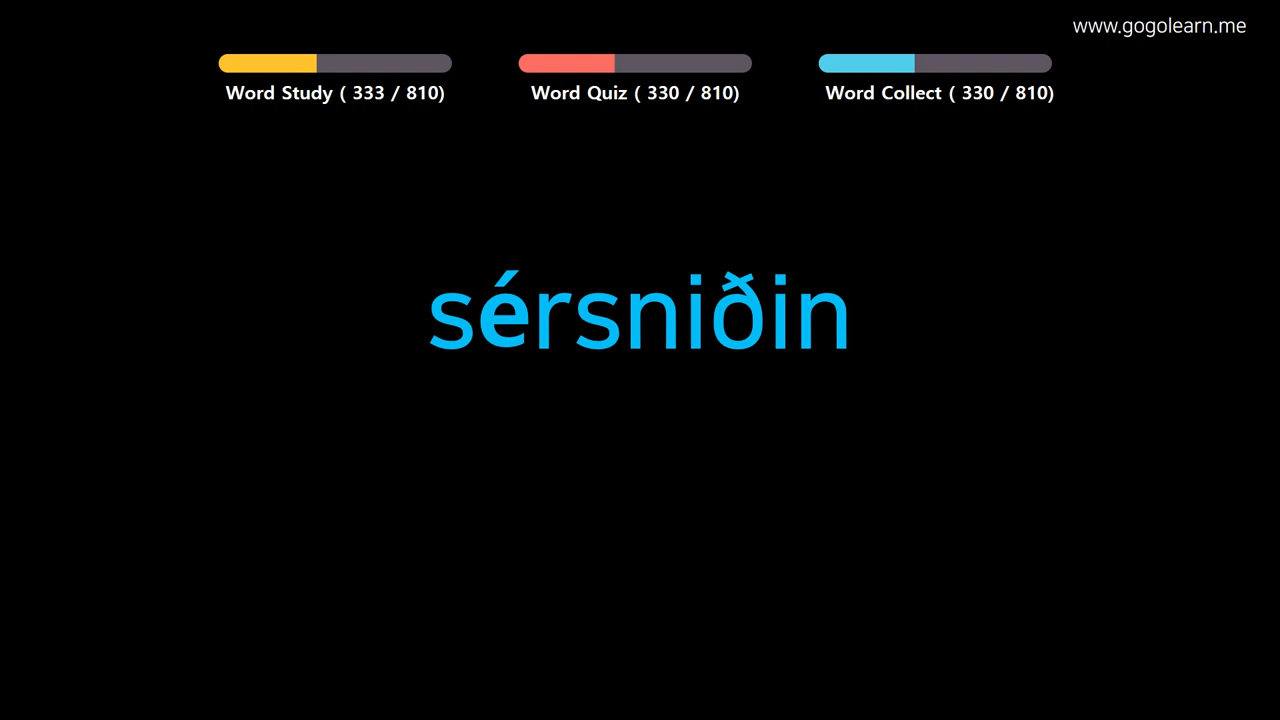 www.gogolearn.me
Word Study ( 333 / 810)
Word Quiz ( 330 / 810)
Word Collect ( 330 / 810)
sérsniðin